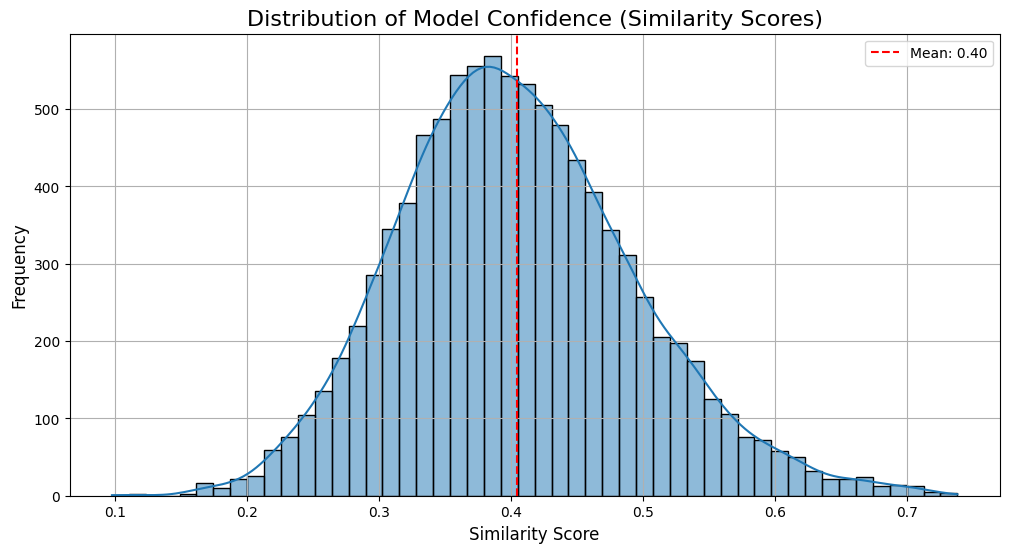 Distribution of Model Confidence (Similarity Scores)
Mean: 0.40
Frequency
500
400
300
200
100
0
0.1 0.2 0.3 0.4 0.5 0.6 0.7
Similarity Score